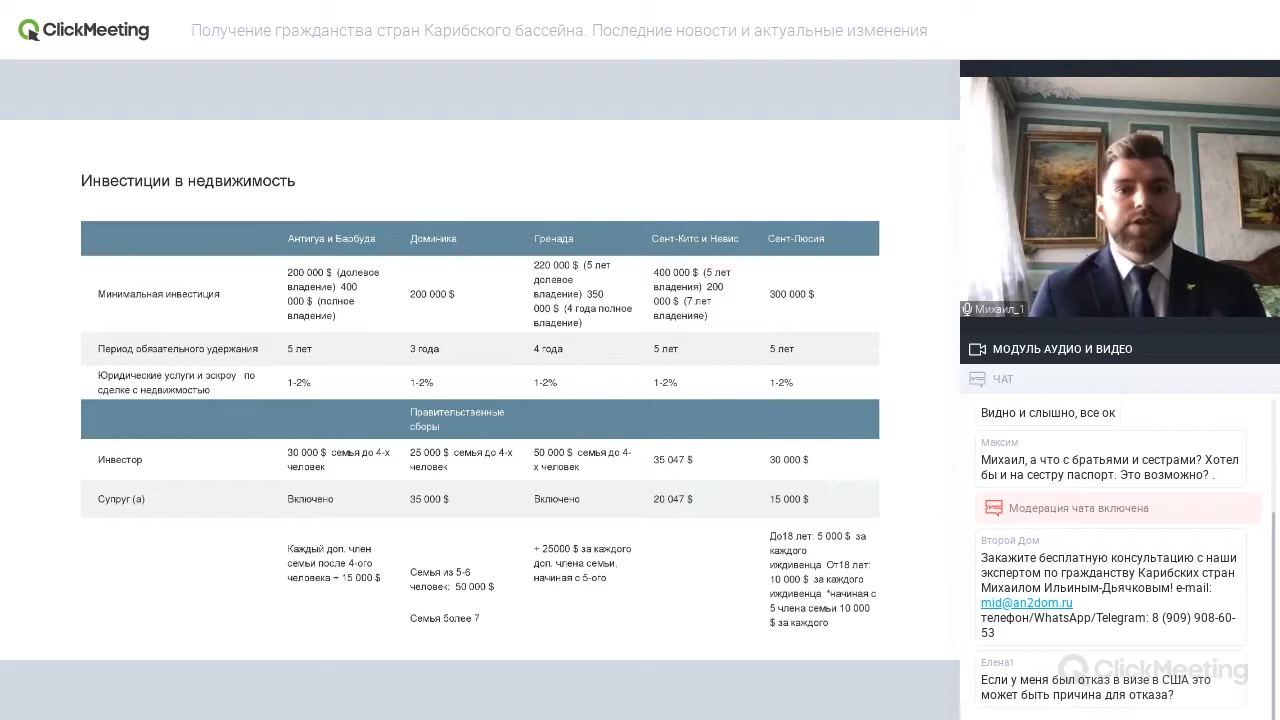 ClickMeeting
Получение гражданства стран Карибского бассейна. Последние новости и актуальные изменения
Инвестиции в недвижимость
Антигуа и Барбуда
Доминика
Гренада
Сент-Китс и Невис
Сент-Люсия
Минимальная инвестиция
200 000 $ (долевое
владение) 400
000 $ (полное
владение)
200 000 $
220 000 $ (5 лет
долевое
владение) 350
000 $ (4 года полное
владение)
400 000 $ (5 лет
владения) 200
000 $ (7 лет
владенияе)
300 000 $
Период обязательного удержания
5 лет
3 года
4 года
5 лет
5 лет
Юридические услуги и эскроу по
сделке с недвижмостью
1-2%
1-2%
1-2%
1-2%
1-2%
Правительственные
сборы
Инвестор
30 000 $ семья до 4-х
человек
25 000 $ семья до 4-х
человек
50 000 $ семья до 4-
х человек
35 047 $
30 000 $
Супруг (а)
Включено
35 000 $
Включено
20 047 $
15 000 $
Каждый доп. член
семьи после 4-ого
человека + 15 000 $
Семья из 5-6
человек: 50 000 $
Семья более 7
+ 25000 $ за каждого
доп. члена семьи,
начиная с 5-ого
До18 лет: 5 000 $ за
каждого
иждивенца От18 лет:
10 000 $ за каждого
иждивенца *начиная с
5 члена семьи 10 000
$ за каждого
Михаил_1
МОДУЛЬ АУДИО И ВИДЕО
ЧАТ
Видно и слышно, все ок
Максим
Михаил, а что с братьями и сестрами? Хотел
бы и на сестру паспорт. Это возможно? .
Модерация чата включена
Второй Дом
Закажите бесплатную консультацию с наши
экспертом по гражданству Карибских стран
Михаилом Ильиным-Дьячковым! e-mail:
mid@an2dom.ru
телефон/WhatsApp/Telegram: 8 (909) 908-60-
53
Елена1
Если у меня был отказ в визе в США это
может быть причина для отказа?
ClickMeeting